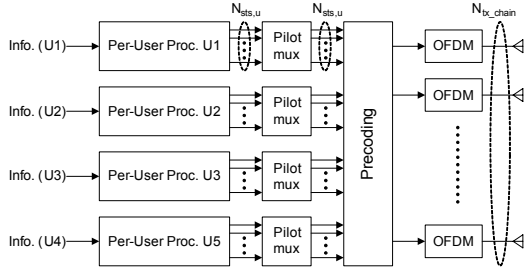 N_sts,u N_sts,u N_tx_chain
Info. (U1) Per-User Proc. U1 Pilot mux OFDM
Info. (U2) Per-User Proc. U2 Pilot mux OFDM
Precoding
Info. (U3) Per-User Proc. U3 Pilot mux
Info. (U4) Per-User Proc. U5 Pilot mux OFDM